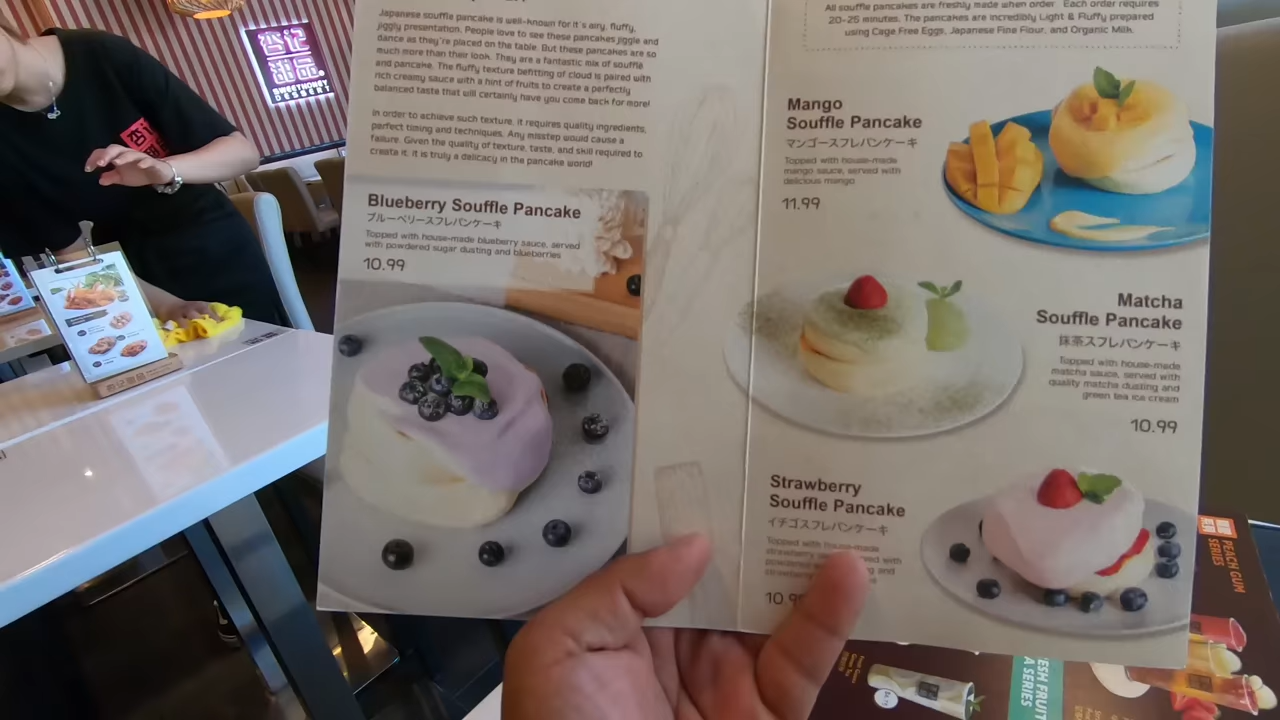 杏记
甜品
SWEETHONEY
DESSERT
Japanese souffle pancake is well-known for it's airy, fluffy,
jiggly presentation. People love to see these pancakes jiggle and
dance as they're placed on the table. But these pancakes are so
much more than their look. They are a fantastic mix of souffle
and pancake. The fluffy texture befitting of cloud is paired with
rich creamy sauce with a hint of fruits to create a perfectly
balanced taste that will certainly have you come back for more!
In order to achieve such texture, it requires quality ingredients,
perfect timing and techniques. Any misstep would cause a
failure. Given the quality of texture, taste, and skill required to
create it, it is truly a delicacy in the pancake world!
Blueberry Souffle Pancake
ブルーベリースフレパンケーキ
Topped with house-made blueberry sauce, served
with powdered sugar dusting and blueberries
10.99
All souffle pancakes are freshly made when order. Each order requires
20-25 minutes. The pancakes are incredibly Light & Fluffy prepared
using Cage Free Eggs, Japanese Fine Flour, and Organic Milk.
Mango
Souffle Pancake
マンゴースフレパンケーキ
Topped with house-made
mango sauce, served with
delicious mango
11.99
Matcha
Souffle Pancake
抹茶スフレパンケーキ
Topped with house-made
matcha sauce, served with
quality matcha dusting and
green tea ice cream
10.99
Strawberry
Souffle Pancake
イチゴスフレパンケーキ
Topped with house-made
strawberry served with
powdered and
10.9
PEACH GUM
SERIES
FRUIT
SERIES